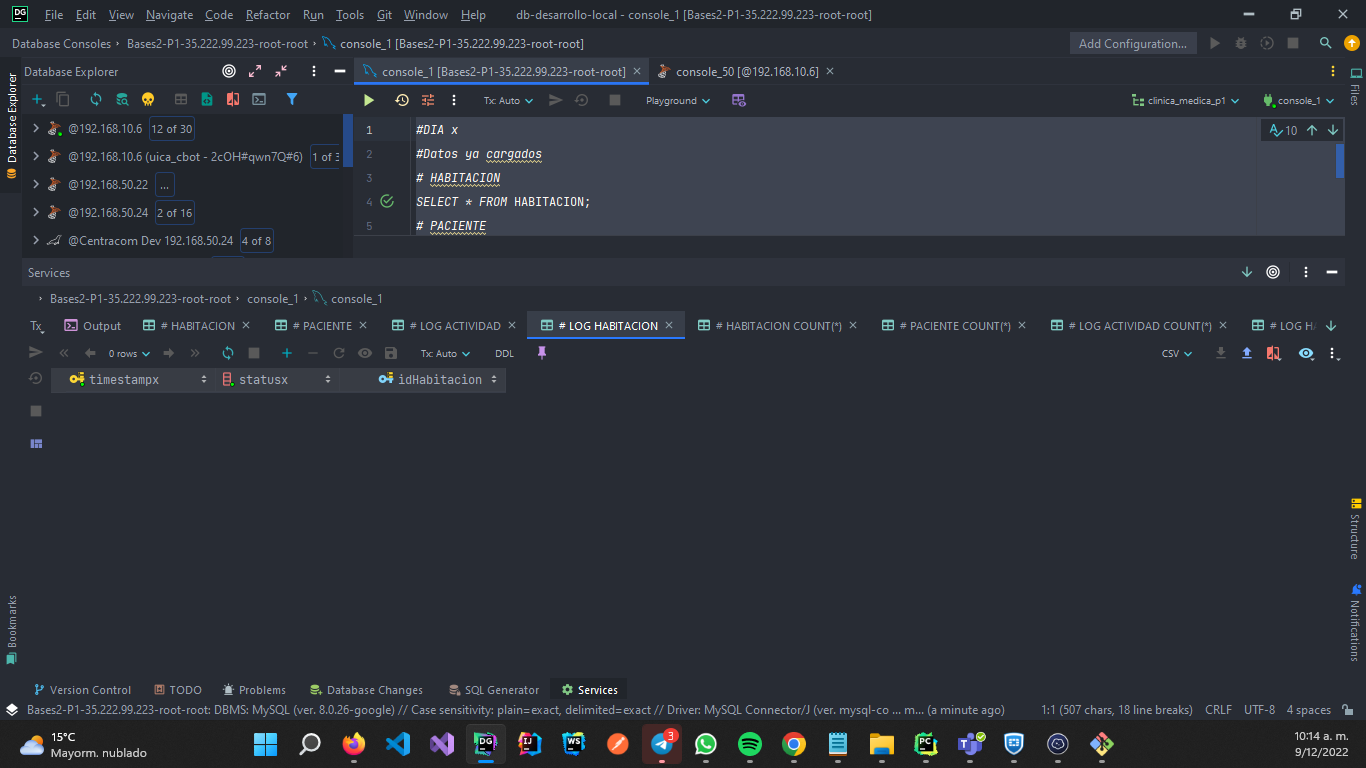 DG File Edit View Navigate Code Refactor Run Tools Git Window Help db-desarrollo-local - console_1 [Bases2-P1-35.222.99.223-root-root]
Database Consoles Bases2-P1-35.222.99.223-root-root console_1 [Bases2-P1-35.222.99.223-root-root] Add Configuration...
Database Explorer
Database Explorer console_1 [Bases2-P1-35.222.99.223-root-root] console_50 [@192.168.10.6]
Files
Tx: Auto Playground clinica_medica_p1 console_1
@192.168.10.6 12 of 30
@192.168.10.6 (uica_cbot - 2cOH#qwn7Q#6) 1 of 3
@192.168.50.22 ...
@192.168.50.24 2 of 16
@Centracom Dev 192.168.50.24 4 of 8
1 #DIA x
10
2 #Datos ya cargados
3 # HABITACION
4 SELECT * FROM HABITACION;
5 # PACIENTE
Services
Bases2-P1-35.222.99.223-root-root console_1 console_1
Tx Output # HABITACION # PACIENTE # LOG ACTIVIDAD # LOG HABITACION # HABITACION COUNT(*) # PACIENTE COUNT(*) # LOG ACTIVIDAD COUNT(*) # LOG H
0 rows Tx: Auto DDL CSV
timestampx statusx idHabitacion
Structure
Notifications
Bookmarks
Version Control TODO Problems Database Changes SQL Generator Services
Bases2-P1-35.222.99.223-root-root: DBMS: MySQL (ver. 8.0.26-google) // Case sensitivity: plain=exact, delimited=exact // Driver: MySQL Connector/J (ver. mysql-co ... m... (a minute ago) 1:1 (507 chars, 18 line breaks) CRLF UTF-8 4 spaces
15°C
Mayorm. nublado
DG IJ WS 3 PC
10:14 a. m.
9/12/2022